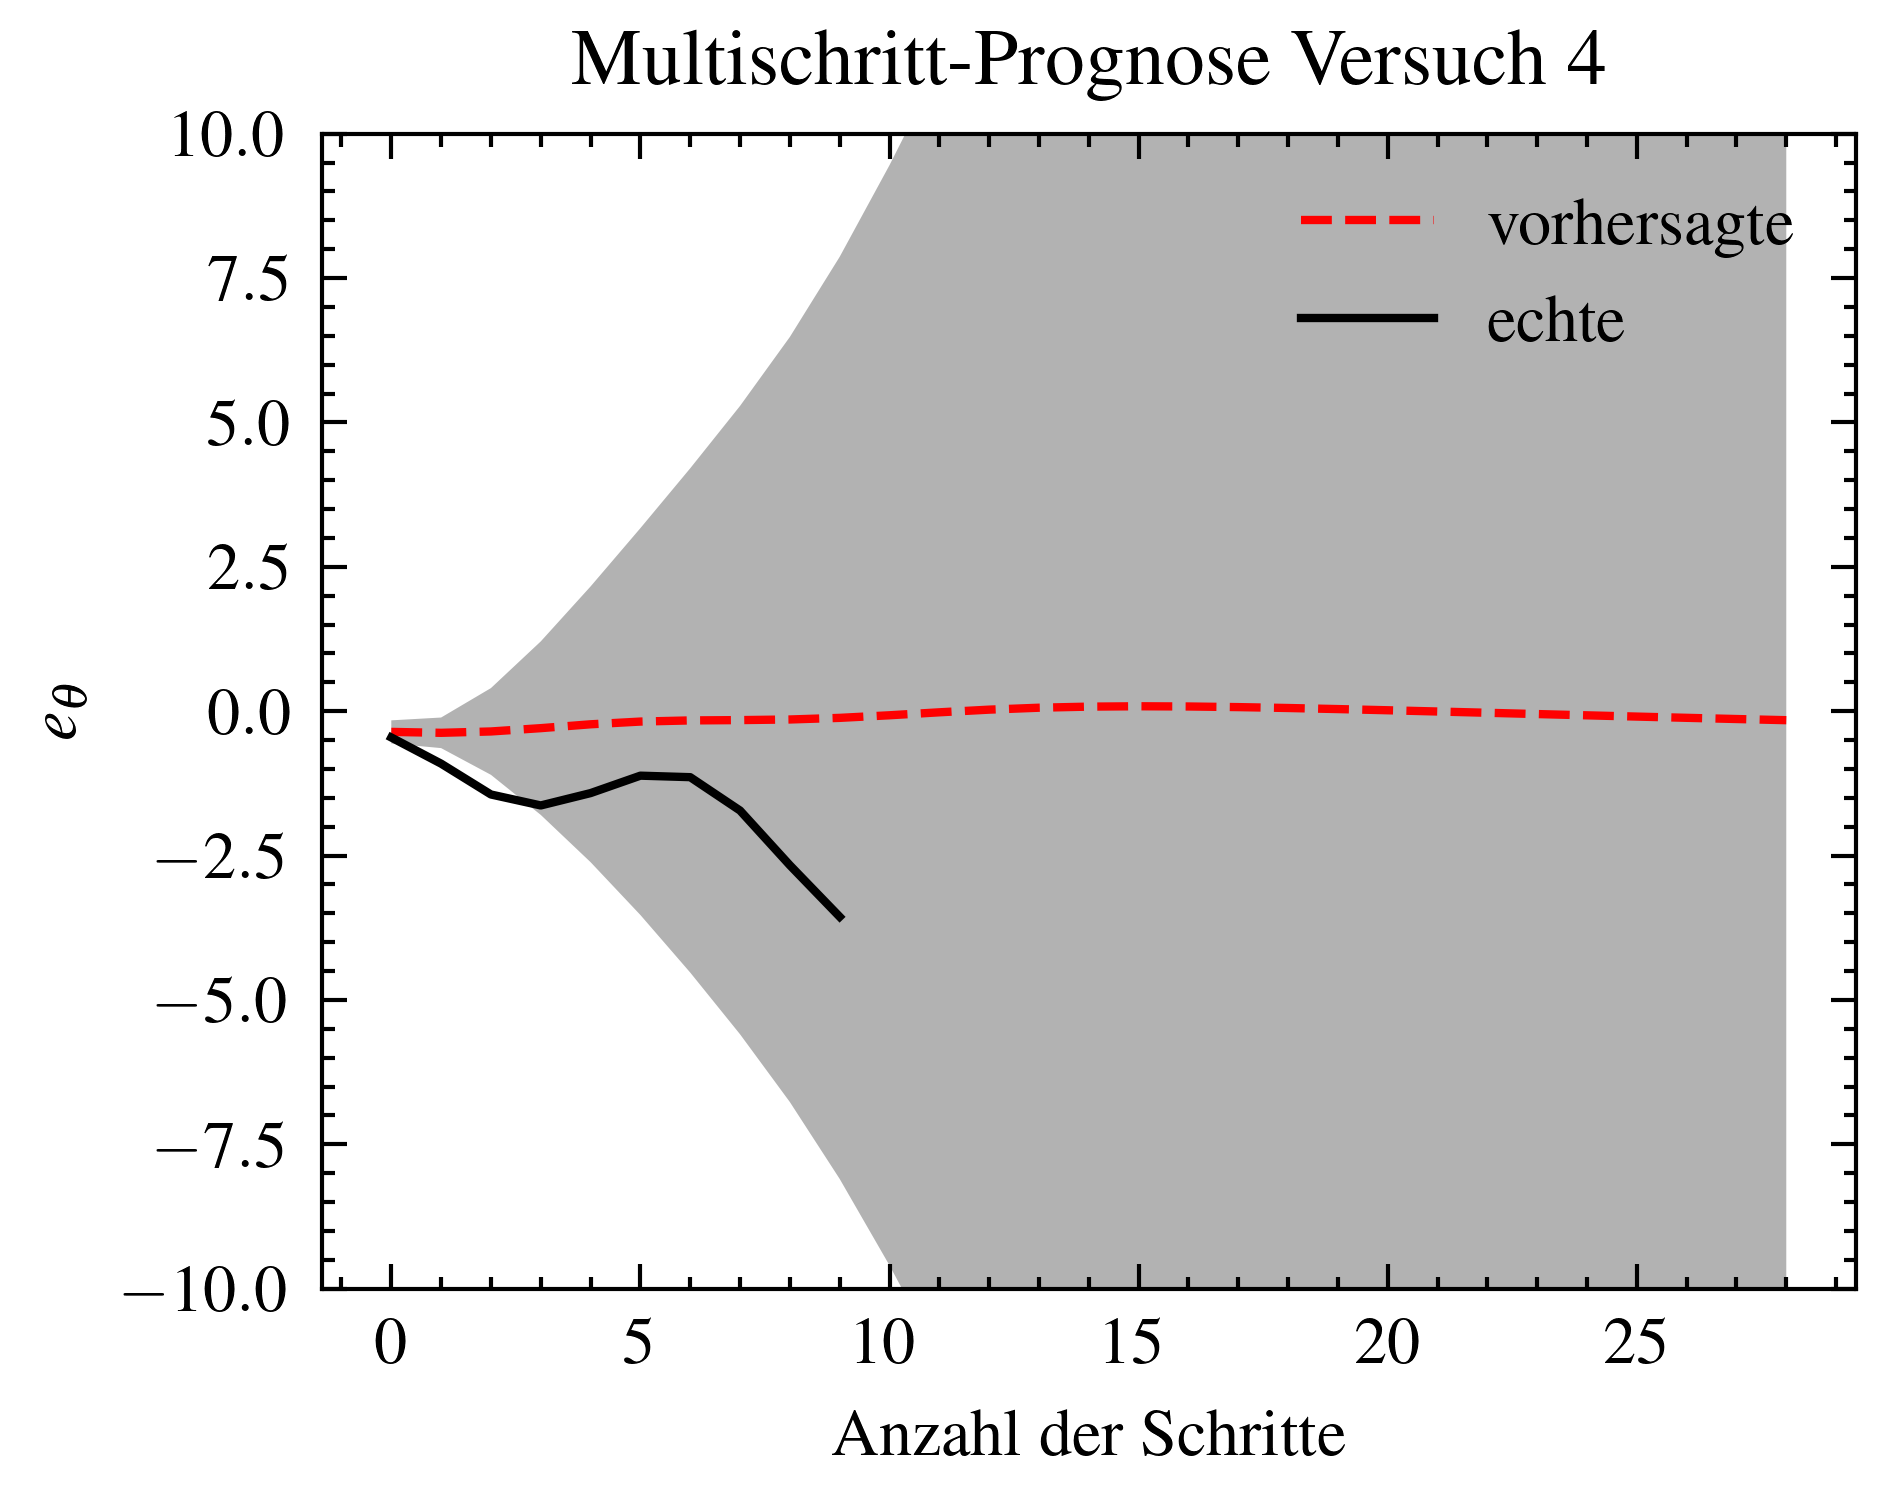 Multischritt-Prognose Versuch 4
10.0
7.5
5.0
2.5
0.0
−2.5
−5.0
−7.5
−10.0
e_θ
vorhersagte
echte
0 5 10 15 20 25
Anzahl der Schritte